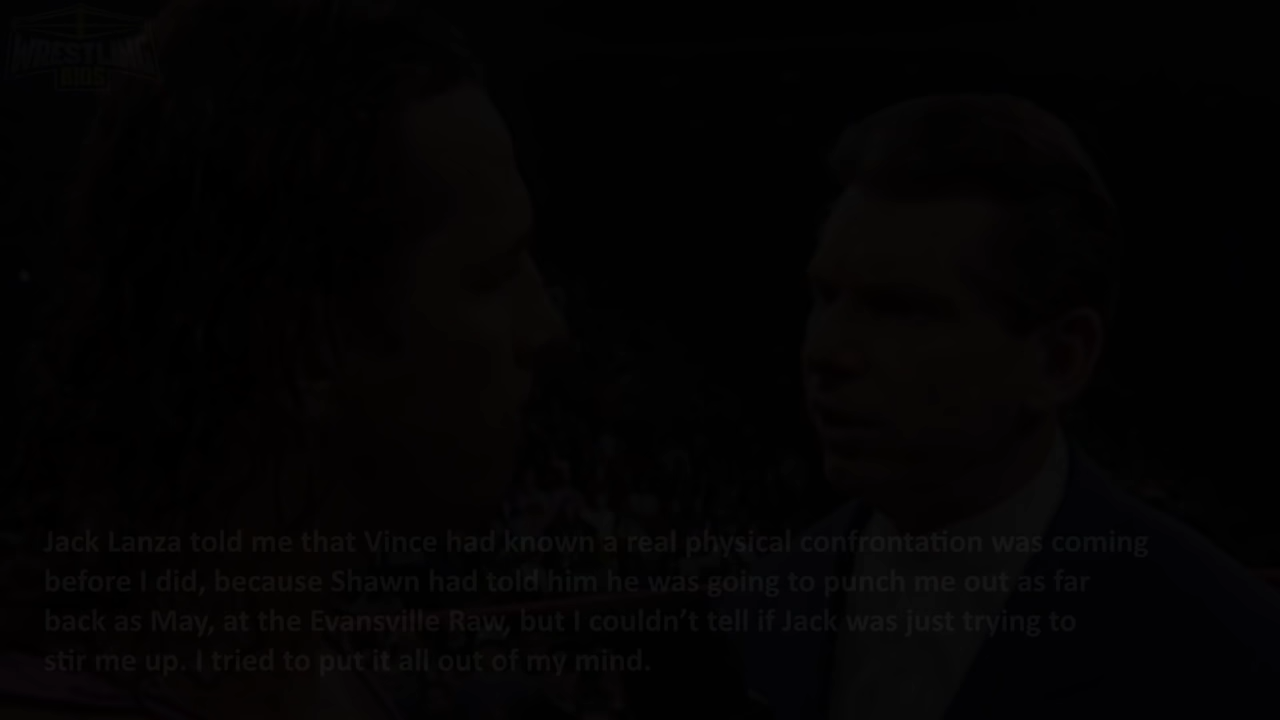 WRESTLING
BIOS
Jack Lanza told me that Vince had known a real physical confrontation was coming
before I did, because Shawn had told him he was going to punch me out as far
back as May, at the Evansville Raw, but I couldn’t tell if Jack was just trying to
stir me up. I tried to put it all out of my mind.